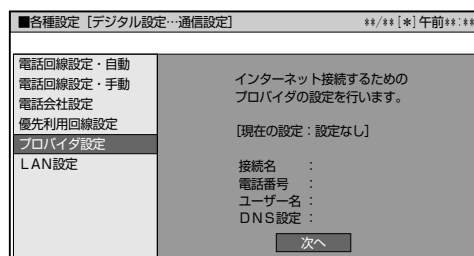 ■各種設定［デジタル設定…通信設定］ **/**[*]午前**:**
電話回線設定・自動
電話回線設定・手動
電話会社設定
優先利用回線設定
プロバイダ設定
LAN設定
インターネット接続するための
プロバイダの設定を行います。
[現在の設定：設定なし]
接続名　：
電話番号　：
ユーザー名：
DNS設定：
次へ